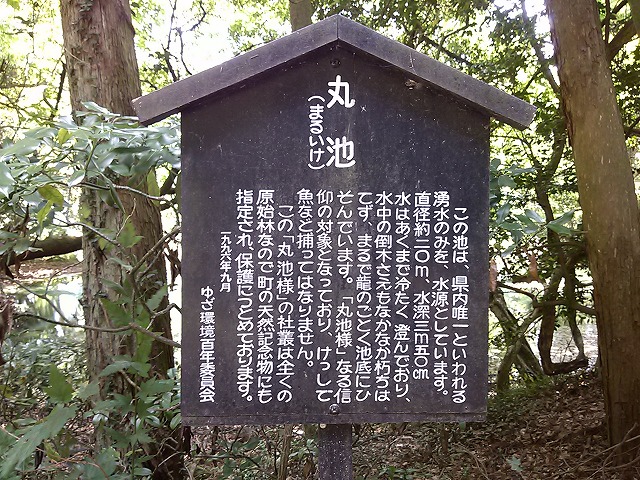 丸池
(まるいけ)
この池は、県内唯一といわれる
湧水のみを、水源としています。
直径約二〇m、水深三m五〇cm
水はあくまで冷たく、澄んでおり、
水中の倒木さえもなかなか朽ちは
てず、まるで龍のごとく池底にひ
そんでいます。「丸池様」なる信
仰の対象となっており、けっして
魚など捕ってはなりません。
この「丸池様」の社叢は全くの
原始林なので町の天然記念物にも
指定され、保護につとめております。
一九九六年九月
ゆざ環境百年委員会